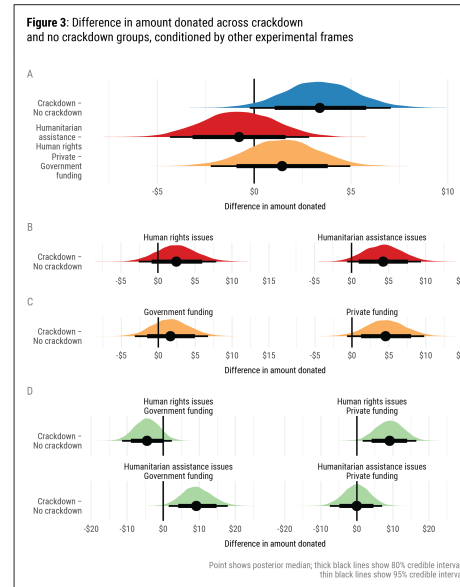 Figure 3: Difference in amount donated across crackdown
and no crackdown groups, conditioned by other experimental frames
A
Crackdown –
No crackdown
Humanitarian
assistance –
Human rights
Private –
Government
funding
-$5 $0 $5 $10
Difference in amount donated
B
Human rights issues Humanitarian assistance issues
Crackdown –
No crackdown
-$5 $0 $5 $10 $15 -$5 $0 $5 $10
C
Government funding Private funding
Crackdown –
No crackdown
-$5 $0 $5 $10 $15 -$5 $0 $5 $10
Difference in amount donated
D
Human rights issues Human rights issues
Government funding Private funding
Crackdown –
No crackdown
Humanitarian assistance issues Humanitarian assistance issues
Government funding Private funding
Crackdown –
No crackdown
-$20 -$10 $0 $10 $20 -$20 -$10 $0 $10 $20
Difference in amount donated
Point shows posterior median; thick black lines show 80% credible interva
thin black lines show 95% credible interva